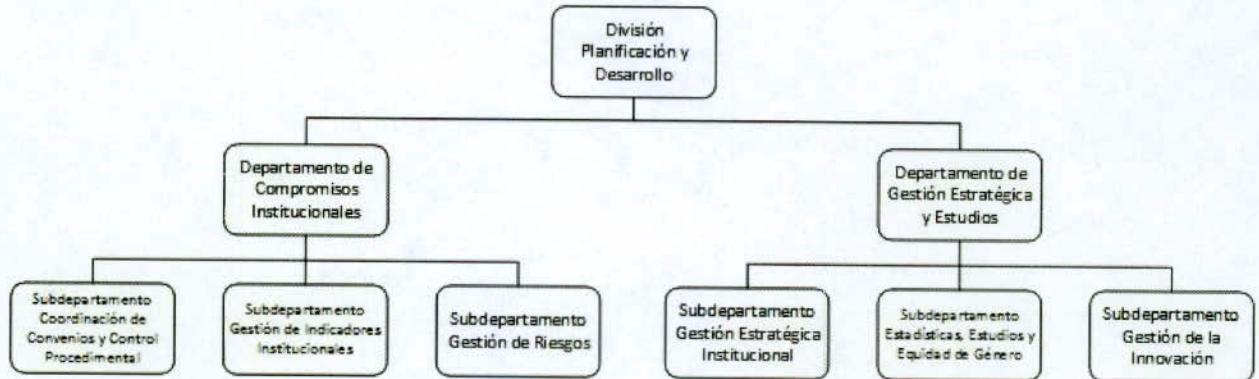 División
Planificación y
Desarrollo
Departamento de
Compromisos
Institucionales
Departamento de
Gestión Estratégica
y Estudios
Subdepartamento
Coordinación de
Convenios y Control
Procedimental
Subdepartamento
Gestión de Indicadores
Institucionales
Subdepartamento
Gestión de Riesgos
Subdepartamento
Gestión Estratégica
Institucional
Subdepartamento
Estadísticas, Estudios y
Equidad de Género
Subdepartamento
Gestión de la
Innovación